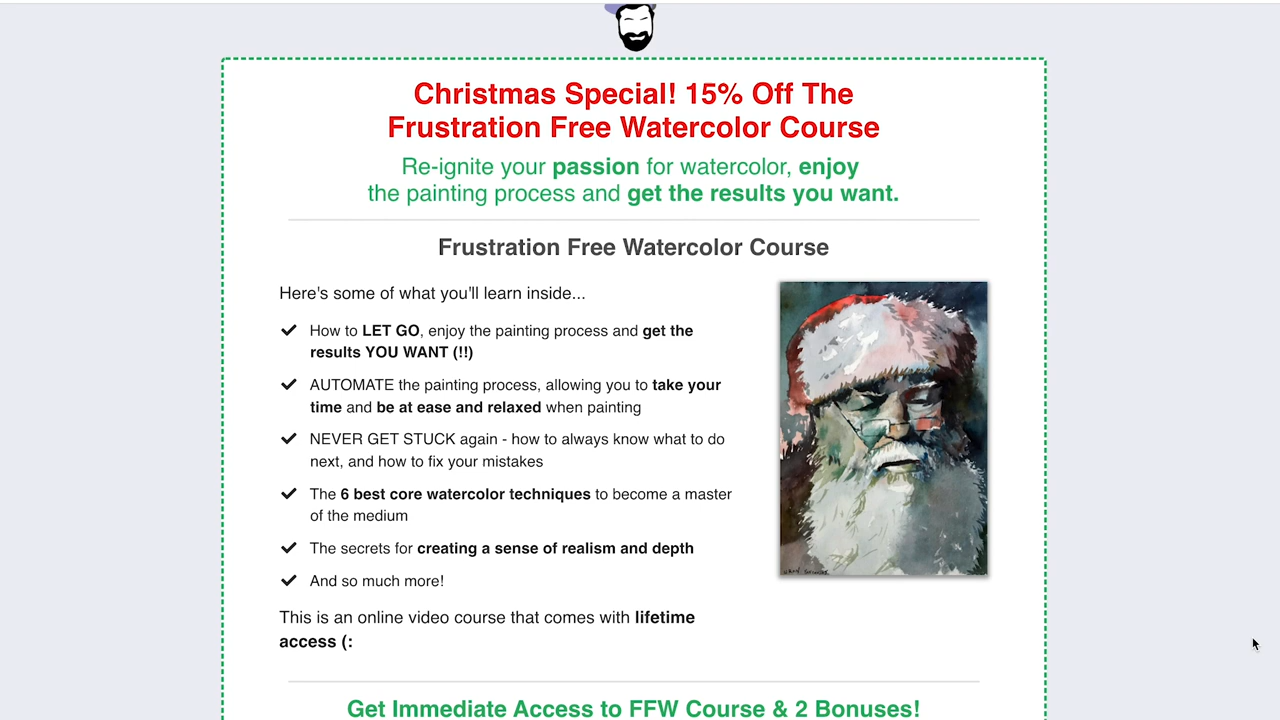 Christmas Special! 15% Off The
Frustration Free Watercolor Course
Re-ignite your passion for watercolor, enjoy
the painting process and get the results you want.
Frustration Free Watercolor Course
Here's some of what you'll learn inside...
How to LET GO, enjoy the painting process and get the
results YOU WANT (!!)
AUTOMATE the painting process, allowing you to take your
time and be at ease and relaxed when painting
NEVER GET STUCK again - how to always know what to do
next, and how to fix your mistakes
The 6 best core watercolor techniques to become a master
of the medium
The secrets for creating a sense of realism and depth
And so much more!
This is an online video course that comes with lifetime
access (:
Get Immediate Access to FFW Course & 2 Bonuses!